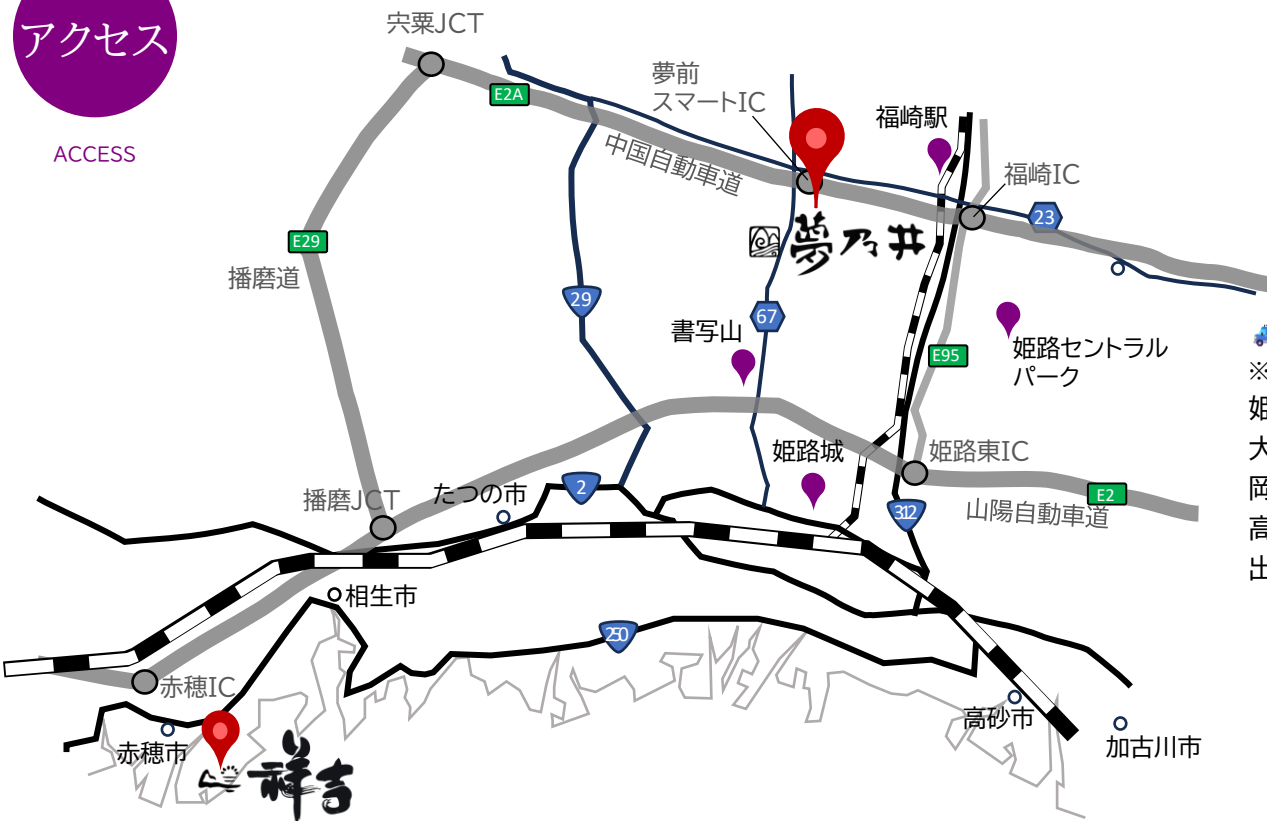 アクセス
ACCESS
宍粟JCT
E2A
夢前
スマートIC
中国自動車道
福崎駅
福崎IC
23
夢乃井
E29
播磨道
29
67
書写山
E95
姫路セントラル
パーク
姫路城
姫路東IC
山陽自動車道
E2
播磨JCT
たつの市
2
312
相生市
250
赤穂IC
赤穂市
祥吉
高砂市
加古川市
※
姫
大
岡
高
出